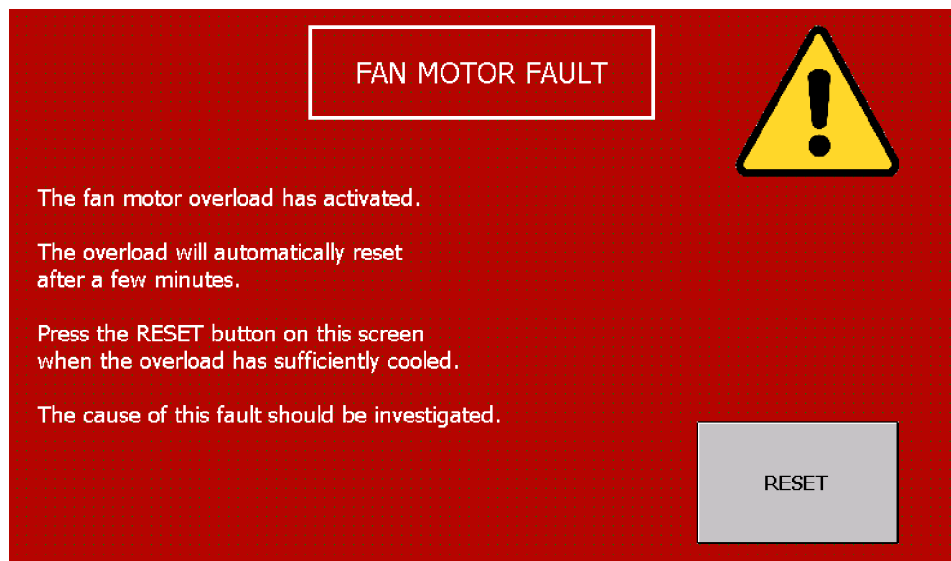 FAN MOTOR FAULT
The fan motor overload has activated.
The overload will automatically reset
after a few minutes.
Press the RESET button on this screen
when the overload has sufficiently cooled.
The cause of this fault should be investigated.
RESET